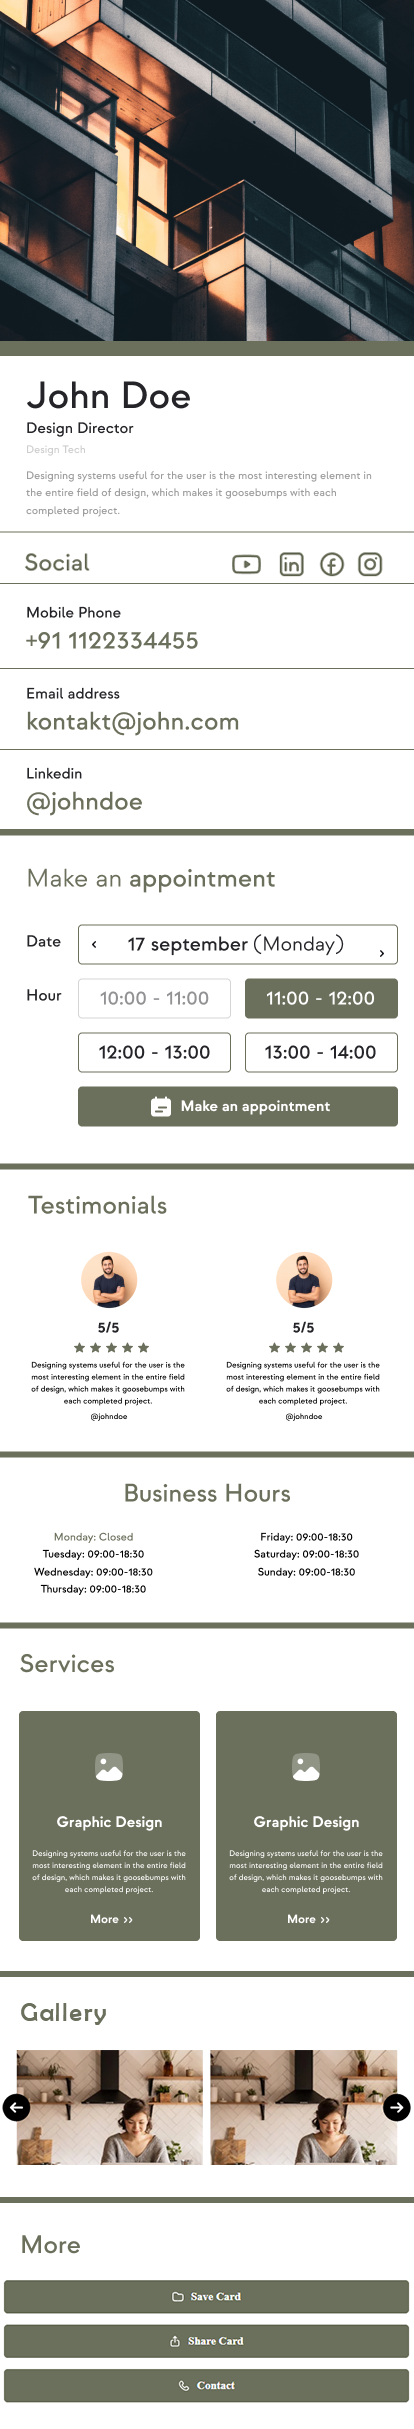 John Doe
Design Director
Design Tech
Designing systems useful for the user is the most interesting element in
the entire field of design, which makes it goosebumps with each
completed project.
Social
Mobile Phone
+91 1122334455
Email address
kontakt@john.com
Linkedin
@johndoe
Make an appointment
Date
17 september (Monday)
Hour
10:00 - 11:00
11:00 - 12:00
12:00 - 13:00
13:00 - 14:00
Make an appointment
Testimonials
5/5
Designing systems useful for the user is the
most interesting element in the entire field
of design, which makes it goosebumps with
each completed project.
@johndoe
5/5
Designing systems useful for the user is the
most interesting element in the entire field
of design, which makes it goosebumps with
each completed project.
@johndoe
Business Hours
Monday: Closed
Tuesday: 09:00-18:30
Wednesday: 09:00-18:30
Thursday: 09:00-18:30
Friday: 09:00-18:30
Saturday: 09:00-18:30
Sunday: 09:00-18:30
Services
Graphic Design
Designing systems useful for the user is the
most interesting element in the entire field
of design, which makes it goosebumps with
each completed project.
More >>
Graphic Design
Designing systems useful for the user is the
most interesting element in the entire field
of design, which makes it goosebumps with
each completed project.
More >>
Gallery
More
Save Card
Share Card
Contact